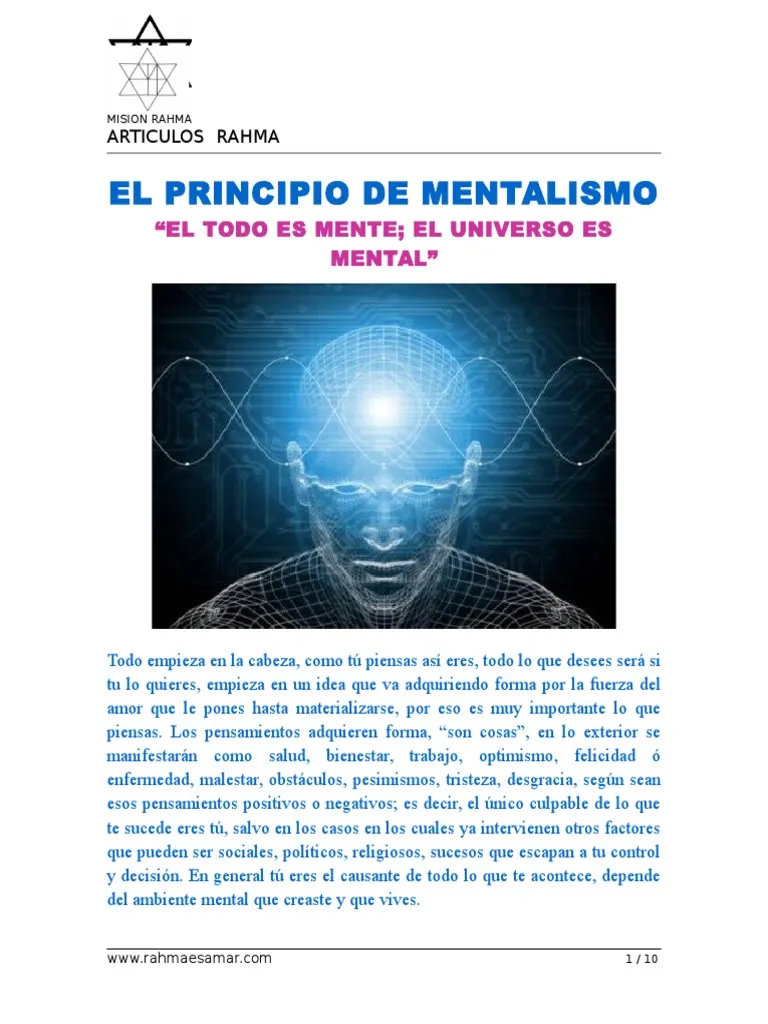 MISION RAHMA
ARTICULOS RAHMA
EL PRINCIPIO DE MENTALISMO
“EL TODO ES MENTE; EL UNIVERSO ES
MENTAL”
Todo empieza en la cabeza, como tú piensas así eres, todo lo que desees será si
tu lo quieres, empieza en un idea que va adquiriendo forma por la fuerza del
amor que le pones hasta materializarse, por eso es muy importante lo que
piensas. Los pensamientos adquieren forma, “son cosas”, en lo exterior se
manifestarán como salud, bienestar, trabajo, optimismo, felicidad ó
enfermedad, malestar, obstáculos, pesimismos, tristeza, desgracia, según sean
esos pensamientos positivos o negativos; es decir, el único culpable de lo que
te sucede eres tú, salvo en los casos en los cuales ya intervienen otros factores
que pueden ser sociales, políticos, religiosos, sucesos que escapan a tu control
y decisión. En general tú eres el causante de todo lo que te acontece, depende
del ambiente mental que creaste y que vives.
www.rahmaesamar.com
1 / 10